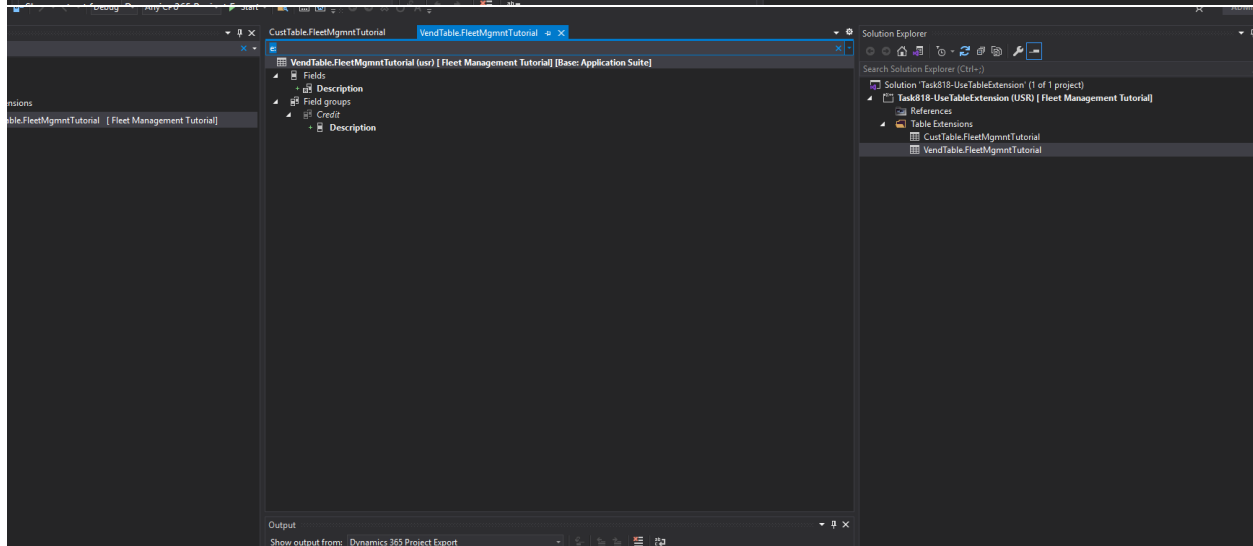 Debug
Any CPU
365 Project
Start
CustTable.FleetMgmntTutorial
VendTable.FleetMgmntTutorial
e:
VendTable.FleetMgmntTutorial (usr) [ Fleet Management Tutorial] [Base: Application Suite]
Fields
Description
Field groups
Credit
Description
ensions
able.FleetMgmntTutorial [ Fleet Management Tutorial]
Output
Show output from: Dynamics 365 Project Export
Solution Explorer
Search Solution Explorer (Ctrl+;)
Solution 'Task818-UseTableExtension' (1 of 1 project)
Task818-UseTableExtension (USR) [ Fleet Management Tutorial]
References
Table Extensions
CustTable.FleetMgmntTutorial
VendTable.FleetMgmntTutorial